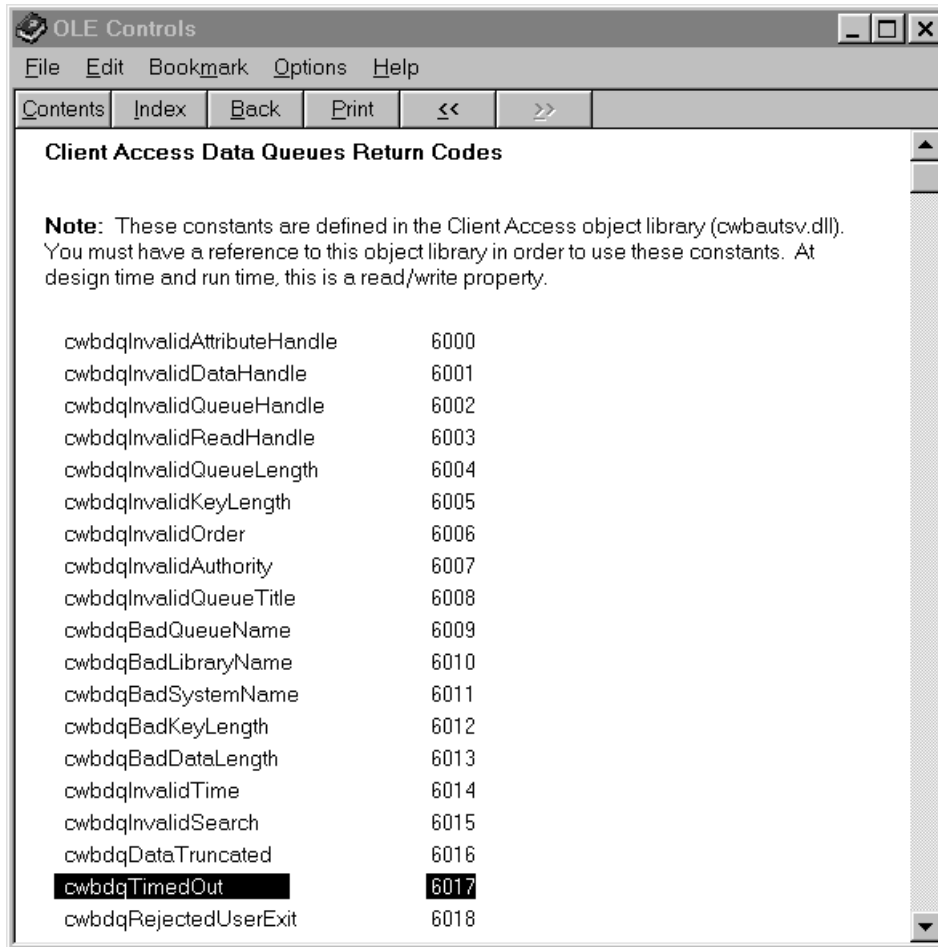 OLE Controls
File Edit Bookmark Options Help
Contents Index Back Print << >>
Client Access Data Queues Return Codes
Note: These constants are defined in the Client Access object library (cwbautsv.dll).
You must have a reference to this object library in order to use these constants. At
design time and run time, this is a read/write property.
cwbdqInvalidAttributeHandle 6000
cwbdqInvalidDataHandle 6001
cwbdqInvalidQueueHandle 6002
cwbdqInvalidReadHandle 6003
cwbdqInvalidQueueLength 6004
cwbdqInvalidKeyLength 6005
cwbdqInvalidOrder 6006
cwbdqInvalidAuthority 6007
cwbdqInvalidQueueTitle 6008
cwbdqBadQueueName 6009
cwbdqBadLibraryName 6010
cwbdqBadSystemName 6011
cwbdqBadKeyLength 6012
cwbdqBadDataLength 6013
cwbdqInvalidTime 6014
cwbdqInvalidSearch 6015
cwbdqDataTruncated 6016
cwbdqTimedOut 6017
cwbdqRejectedUserExit 6018